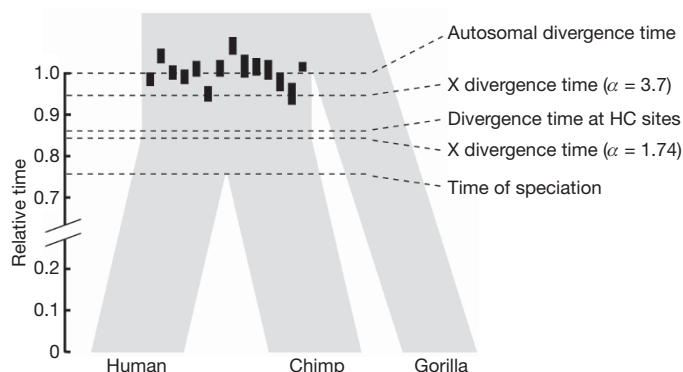 Autosomal divergence time
1.0
X divergence time (α = 3.7)
0.9
Divergence time at HC sites
0.8
X divergence time (α = 1.74)
Time of speciation
0.7
Relative time
0.2
0.1
0
Human Chimp Gorilla